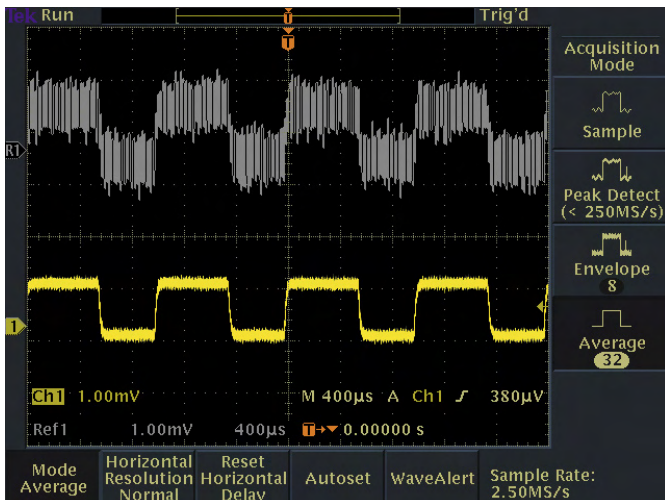 Tek Run
Trig'd
T
T
R1
1
Ch1 1.00mV
M 400µs A Ch1 380µV
Ref1 1.00mV 400µs
T 0.00000 s
Acquisition
Mode
Sample
Peak Detect
(< 250MS/s)
Envelope
8
Average
32
Mode
Average
Horizontal
Resolution
Normal
Reset
Horizontal
Delay
Autoset
WaveAlert
Sample Rate:
2.50MS/s